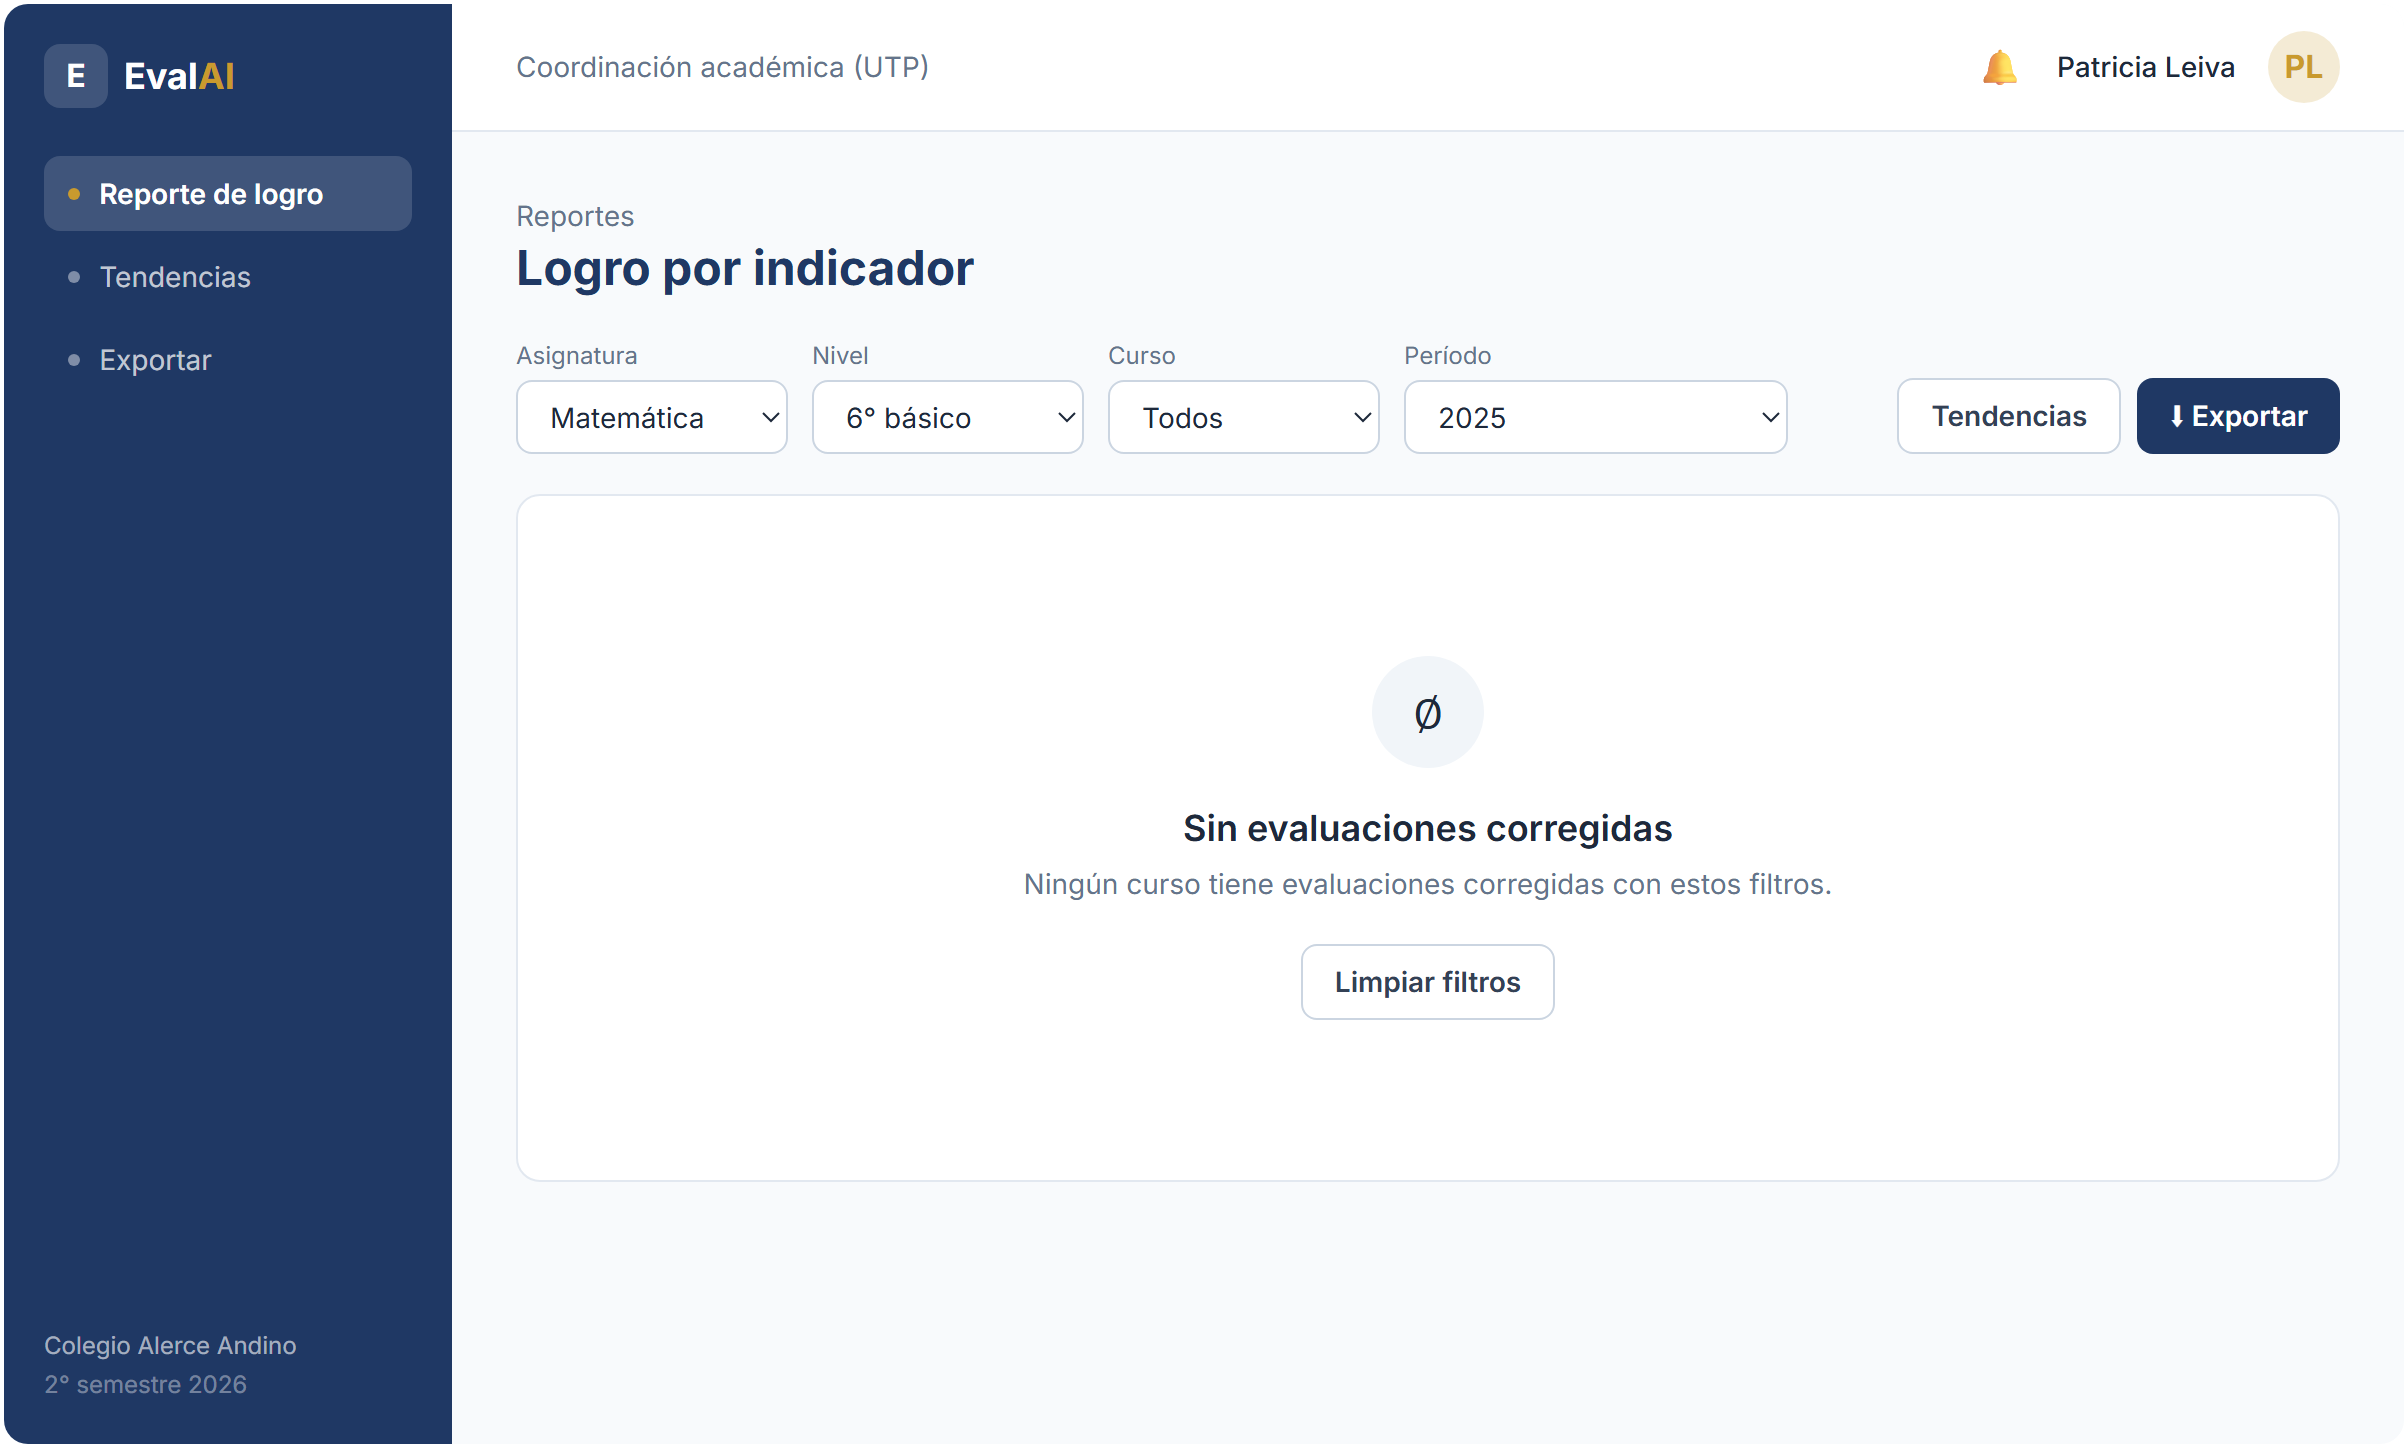 E EvalAI
Reporte de logro
Tendencias
Exportar
Colegio Alerce Andino
2° semestre 2026
Coordinación académica (UTP)
Patricia Leiva PL
Reportes
Logro por indicador
Asignatura Nivel Curso Período
Matemática 6° básico Todos 2025 Tendencias ⬇ Exportar
Ø
Sin evaluaciones corregidas
Ningún curso tiene evaluaciones corregidas con estos filtros.
Limpiar filtros